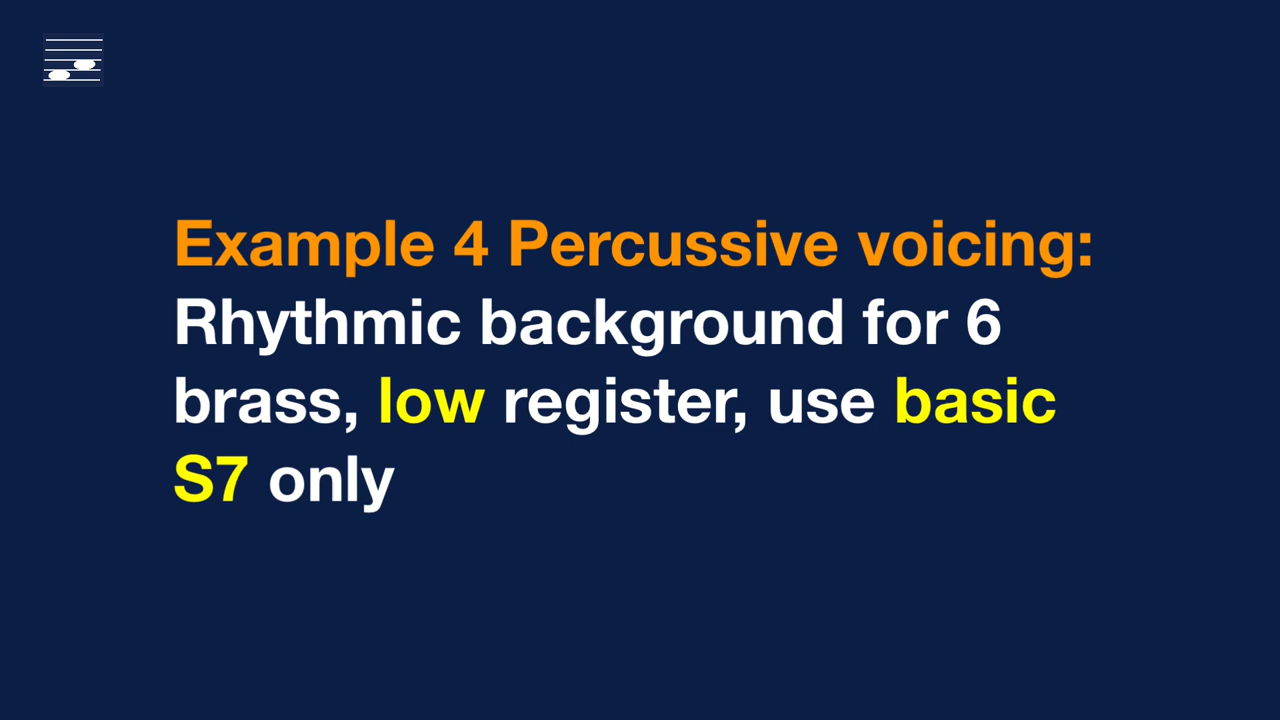 Example 4 Percussive voicing:
Rhythmic background for 6
brass, low register, use basic
S7 only